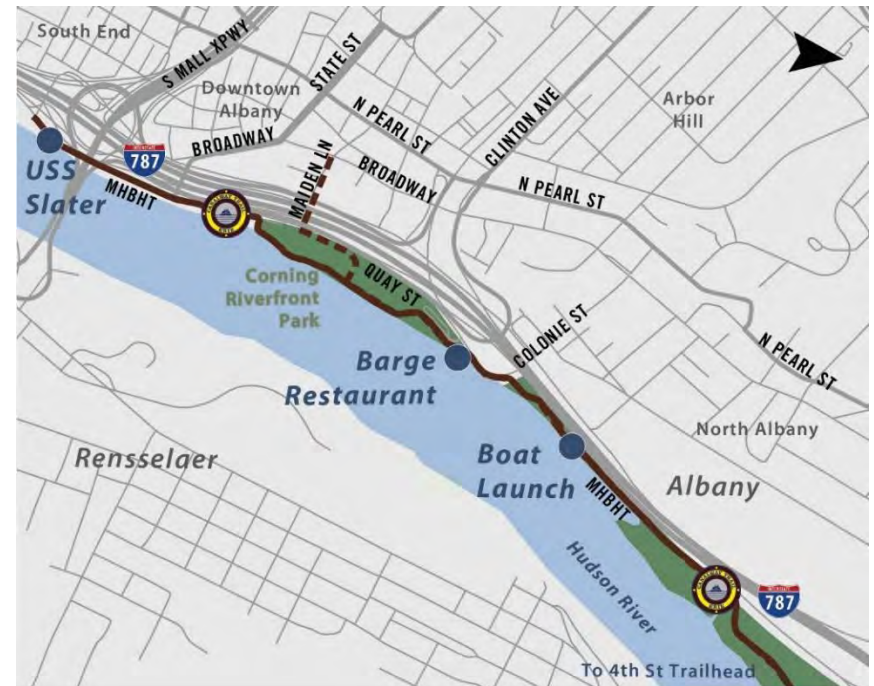 South End
S MALL XPWY
Downtown
Albany
STATE ST
N PEARL ST
CLINTON AVE
Arbor
Hill
BROADWAY
787
USS
Slater
MHBHT
MAIDEN LN
BROADWAY
N PEARL ST
Corning
Riverfront
Park
QUAY ST
COLONIE ST
N PEARL ST
Barge
Restaurant
North Albany
Rensselaer
Boat
Launch
Albany
MHBHT
Hudson River
787
To 4th St Trailhead